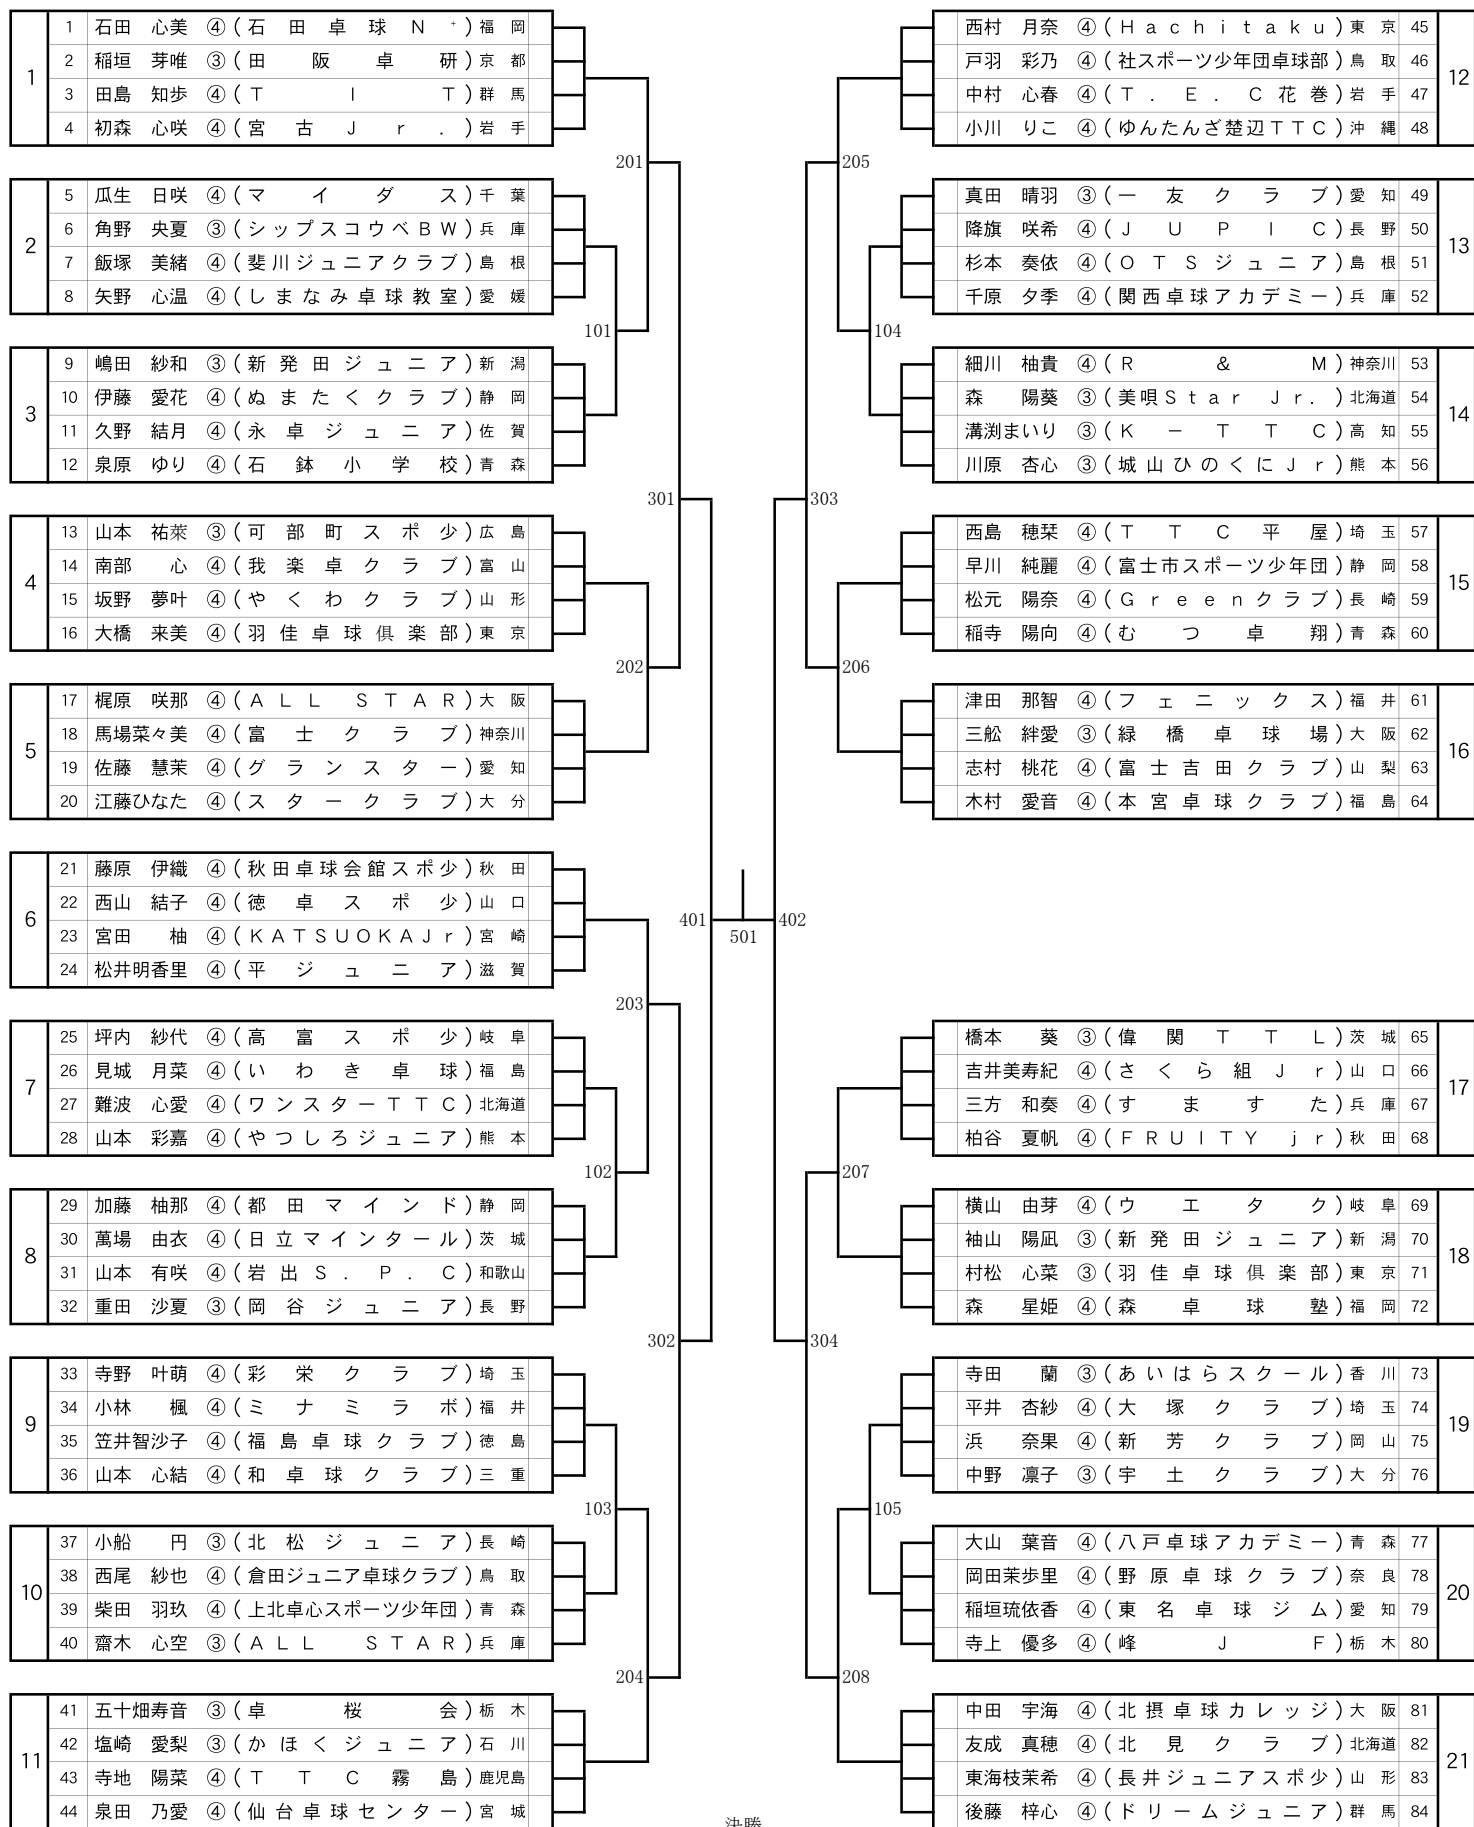 1
1 石田 心美 ④ (石田卓球N⁺) 福岡
2 稲垣 芽唯 ③ (田阪卓研) 京都
3 田島 知歩 ④ (TIT) 群馬
4 初森 心咲 ④ (宮古Jr.) 岩手
2
5 瓜生 日咲 ④ (マイダス) 千葉
6 角野 央夏 ③ (シップスコウベBW) 兵庫
7 飯塚 美緒 ④ (斐川ジュニアクラブ) 島根
8 矢野 心温 ④ (しまなみ卓球教室) 愛媛
3
9 嶋田 紗和 ③ (新発田ジュニア) 新潟
10 伊藤 愛花 ④ (ぬまたくクラブ) 静岡
11 久野 結月 ④ (永卓ジュニア) 佐賀
12 泉原 ゆり ④ (石鉢小学校) 青森
4
13 山本 祐萊 ③ (可部町スポ少) 広島
14 南部 心 ④ (我楽卓クラブ) 富山
15 坂野 夢叶 ④ (やくわクラブ) 山形
16 大橋 来美 ④ (羽佳卓球倶楽部) 東京
5
17 梶原 咲那 ④ (ALL STAR) 大阪
18 馬場菜々美 ④ (富士クラブ) 神奈川
19 佐藤 慧茉 ④ (グランスター) 愛知
20 江藤ひなた ④ (スタークラブ) 大分
6
21 藤原 伊織 ④ (秋田卓球会館スポ少) 秋田
22 西山 結子 ④ (徳卓スポ少) 山口
23 宮田 柚 ④ (KATSUOKAJr) 宮崎
24 松井明香里 ④ (平ジュニア) 滋賀
7
25 坪内 紗代 ④ (高富スポ少) 岐阜
26 見城 月菜 ④ (いわき卓球) 福島
27 難波 心愛 ④ (ワンスターTTC) 北海道
28 山本 彩嘉 ④ (やつしろジュニア) 熊本
8
29 加藤 柚那 ④ (都田マインド) 静岡
30 萬場 由衣 ④ (日立マインタール) 茨城
31 山本 有咲 ④ (岩出S.P.C) 和歌山
32 重田 沙夏 ③ (岡谷ジュニア) 長野
9
33 寺野 叶萌 ④ (彩栄クラブ) 埼玉
34 小林 楓 ④ (ミナミラボ) 福井
35 笠井智沙子 ④ (福島卓球クラブ) 徳島
36 山本 心結 ④ (和卓球クラブ) 三重
10
37 小船 円 ③ (北松ジュニア) 長崎
38 西尾 紗也 ④ (倉田ジュニア卓球クラブ) 鳥取
39 柴田 羽玖 ④ (上北卓心スポーツ少年団) 青森
40 齋木 心空 ③ (ALL STAR) 兵庫
11
41 五十畑寿音 ③ (卓桜会) 栃木
42 塩崎 愛梨 ③ (かほくジュニア) 石川
43 寺地 陽菜 ④ (TTC霧島) 鹿児島
44 泉田 乃愛 ④ (仙台卓球センター) 宮城
201
101
301
202
401
203
102
302
103
204
501
402
決勝
205
104
303
206
207
304
105
208
西村 月奈 ④ (Hachitaku) 東京 45
戸羽 彩乃 ④ (社スポーツ少年団卓球部) 鳥取 46
中村 心春 ④ (T.E.C花巻) 岩手 47
小川 りこ ④ (ゆんたんざ楚辺TTC) 沖縄 48
12
真田 晴羽 ③ (一友クラブ) 愛知 49
降旗 咲希 ④ (JUPIC) 長野 50
杉本 奏依 ④ (OTSジュニア) 島根 51
千原 夕季 ④ (関西卓球アカデミー) 兵庫 52
13
細川 柚貴 ④ (R&M) 神奈川 53
森 陽葵 ③ (美唄Star Jr.) 北海道 54
溝渕まいり ③ (K-TTC) 高知 55
川原 杏心 ③ (城山ひのくにJr) 熊本 56
14
西島 穂栞 ④ (TTC平屋) 埼玉 57
早川 純麗 ④ (富士市スポーツ少年団) 静岡 58
松元 陽奈 ④ (Greenクラブ) 長崎 59
稲寺 陽向 ④ (むつ卓翔) 青森 60
15
津田 那智 ④ (フェニックス) 福井 61
三舩 絆愛 ③ (緑橋卓球場) 大阪 62
志村 桃花 ④ (富士吉田クラブ) 山梨 63
木村 愛音 ④ (本宮卓球クラブ) 福島 64
16
橋本 葵 ③ (偉関TTL) 茨城 65
吉井美寿紀 ④ (さくら組Jr) 山口 66
三方 和奏 ④ (すますた) 兵庫 67
柏谷 夏帆 ④ (FRUITY jr) 秋田 68
17
横山 由芽 ④ (ウエタク) 岐阜 69
袖山 陽凪 ③ (新発田ジュニア) 新潟 70
村松 心菜 ③ (羽佳卓球倶楽部) 東京 71
森 星姫 ④ (森卓球塾) 福岡 72
18
寺田 蘭 ③ (あいはらスクール) 香川 73
平井 杏紗 ④ (大塚クラブ) 埼玉 74
浜 奈果 ④ (新芳クラブ) 岡山 75
中野 凛子 ③ (宇土クラブ) 大分 76
19
大山 葉音 ④ (八戸卓球アカデミー) 青森 77
岡田茉歩里 ④ (野原卓球クラブ) 奈良 78
稲垣琉依香 ④ (東名卓球ジム) 愛知 79
寺上 優多 ④ (峰JF) 栃木 80
20
中田 宇海 ④ (北摂卓球カレッジ) 大阪 81
友成 真穂 ④ (北見クラブ) 北海道 82
東海枝茉希 ④ (長井ジュニアスポ少) 山形 83
後藤 梓心 ④ (ドリームジュニア) 群馬 84
21